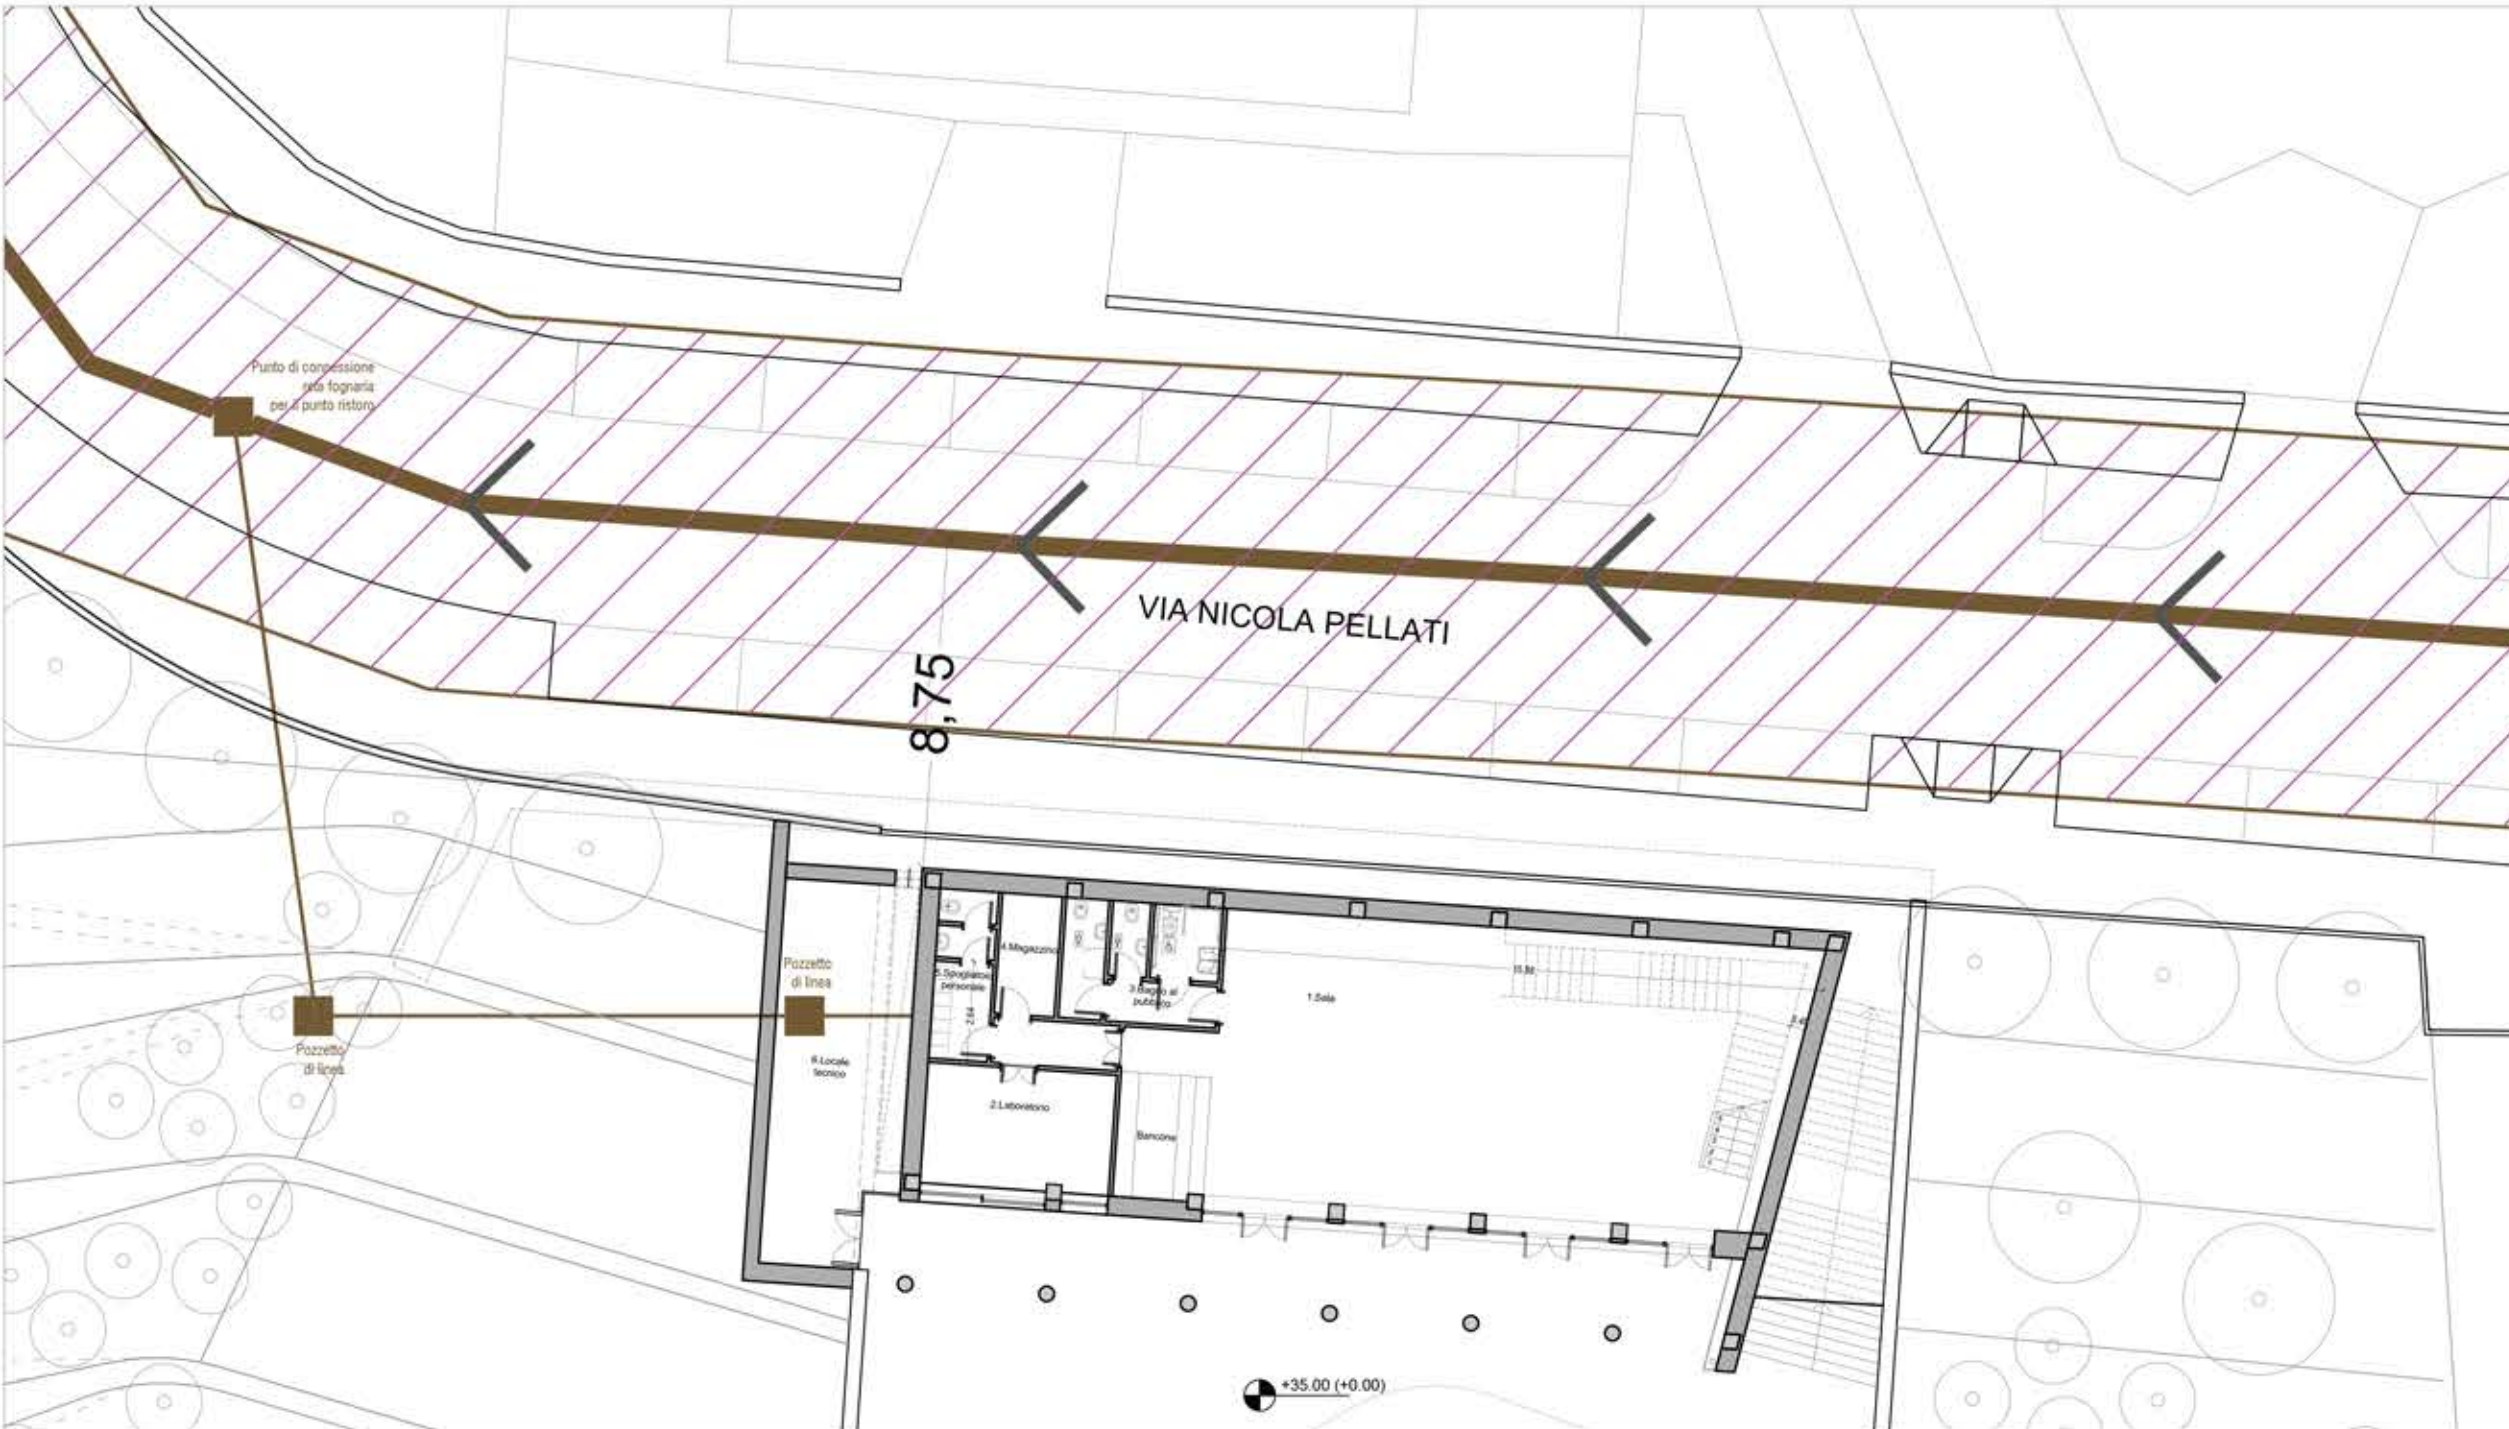 Punto di connessione
rete fognaria
per il punto ristoro
VIA NICOLA PELLATI
8,75
Pozzetto
di linea
Pozzetto
di linea
4.Magazzino
5.Spogliatoio
personale
3.Bagno al
pubblico
2.64
1.Sala
6.Locale
tecnico
2.Laboratorio
Bancone
+35.00 (+0.00)